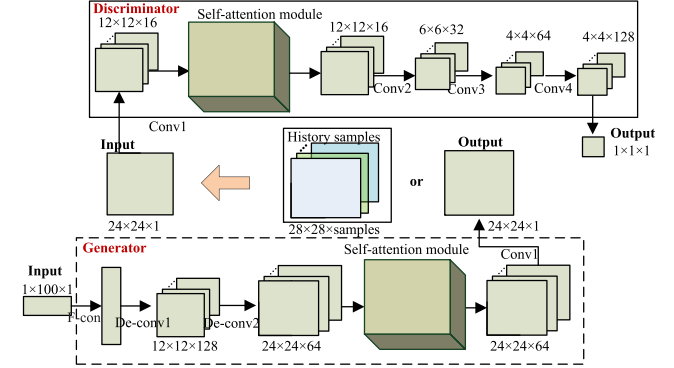 Discriminator
Self-attention module
12×12×16
12×12×16
6×6×32
4×4×64
4×4×128
Conv1
Conv2
Conv3
Conv4
Input
24×24×1
History samples
28×28×samples
or
Output
24×24×1
Output
1×1×1
Generator
Self-attention module
Input
1×100×1
F-con
De-conv1
De-conv2
Conv1
12×12×128
24×24×64
24×24×64